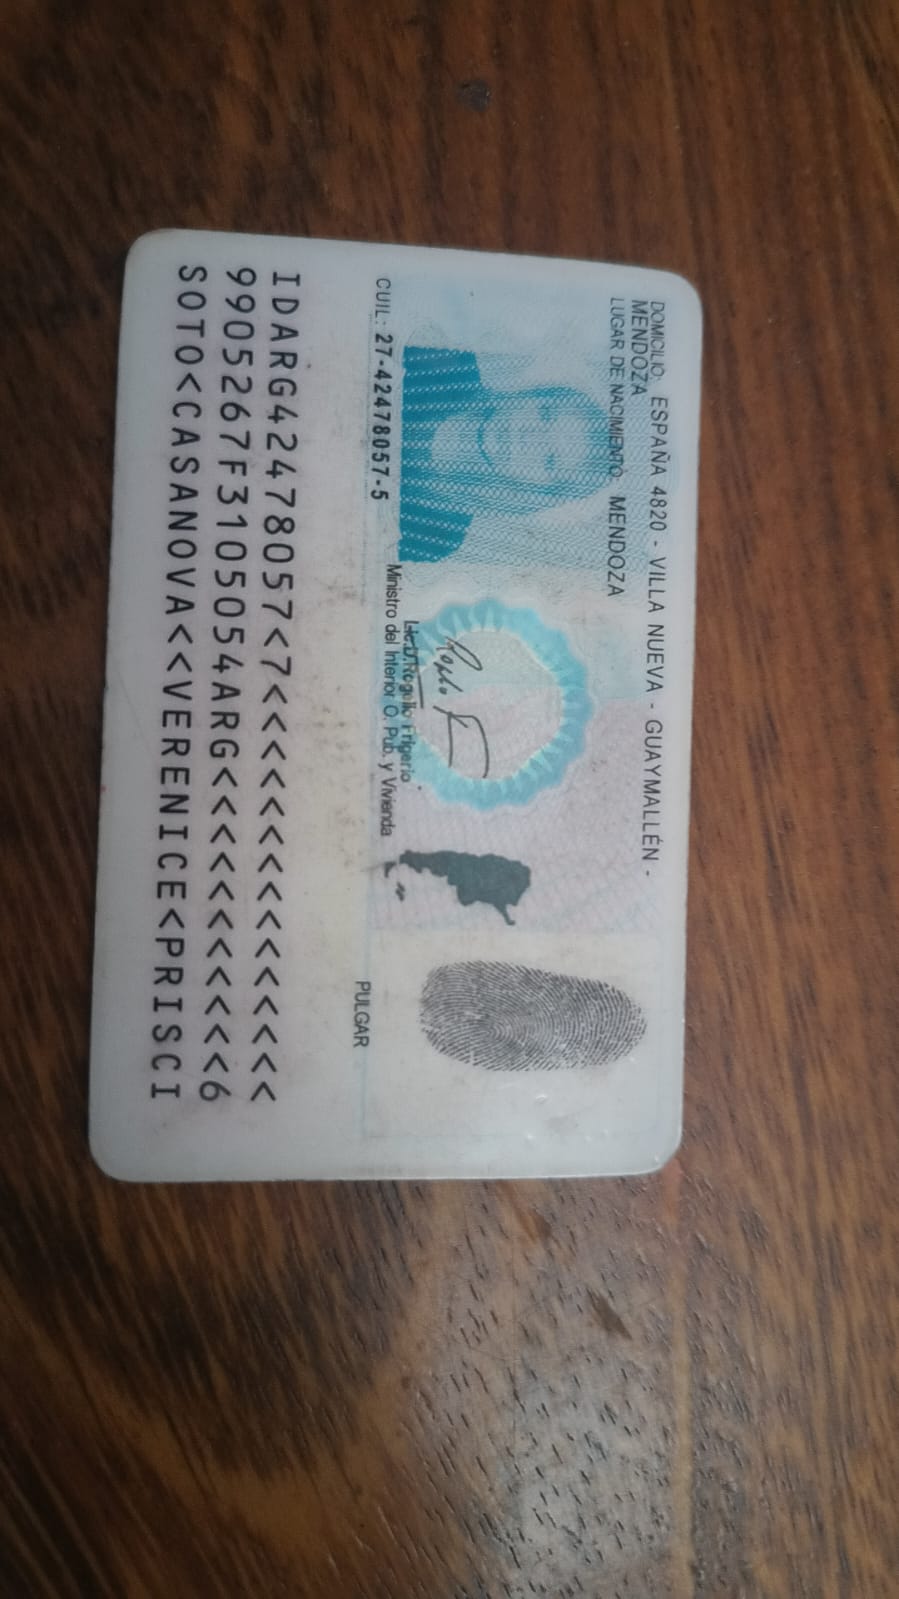 DOMICILIO: ESPAÑA 4820 - VILLA NUEVA - GUAYMALLÉN -
MENDOZA
LUGAR DE NACIMIENTO: MENDOZA
Lic.D.Rogelio Frigerio
Ministro del Interior O. Pub. y Vivienda
CUIL: 27-42478057-5
PULGAR
IDARG42478057<7<<<<<<<<<<<<<<<
9905267F3105054ARG<<<<<<<<<<<6
SOTO<CASANOVA<<VERENICE<PRISCI